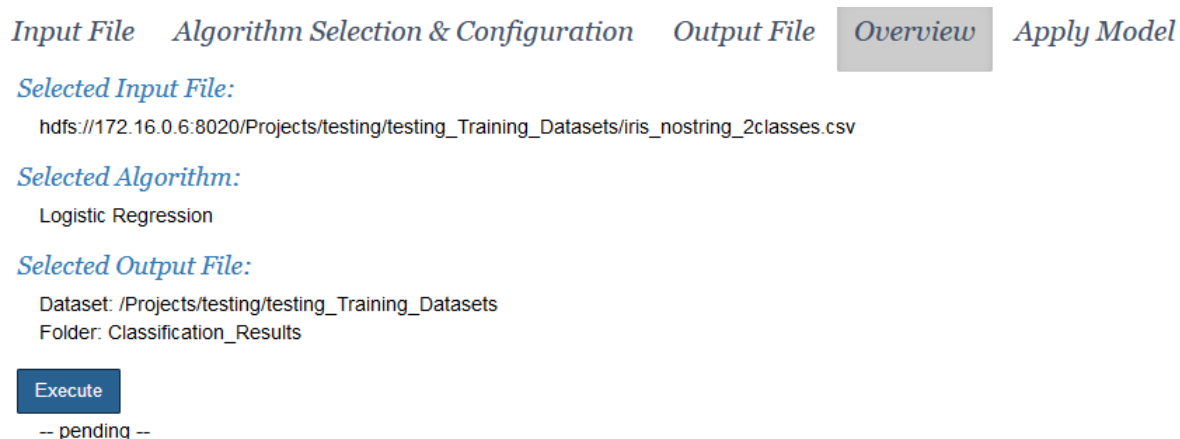 Input File Algorithm Selection & Configuration Output File Overview Apply Model
Selected Input File:
hdfs://172.16.0.6:8020/Projects/testing/testing_Training_Datasets/iris_nostring_2classes.csv
Selected Algorithm:
Logistic Regression
Selected Output File:
Dataset: /Projects/testing/testing_Training_Datasets
Folder: Classification_Results
Execute
-- pending --